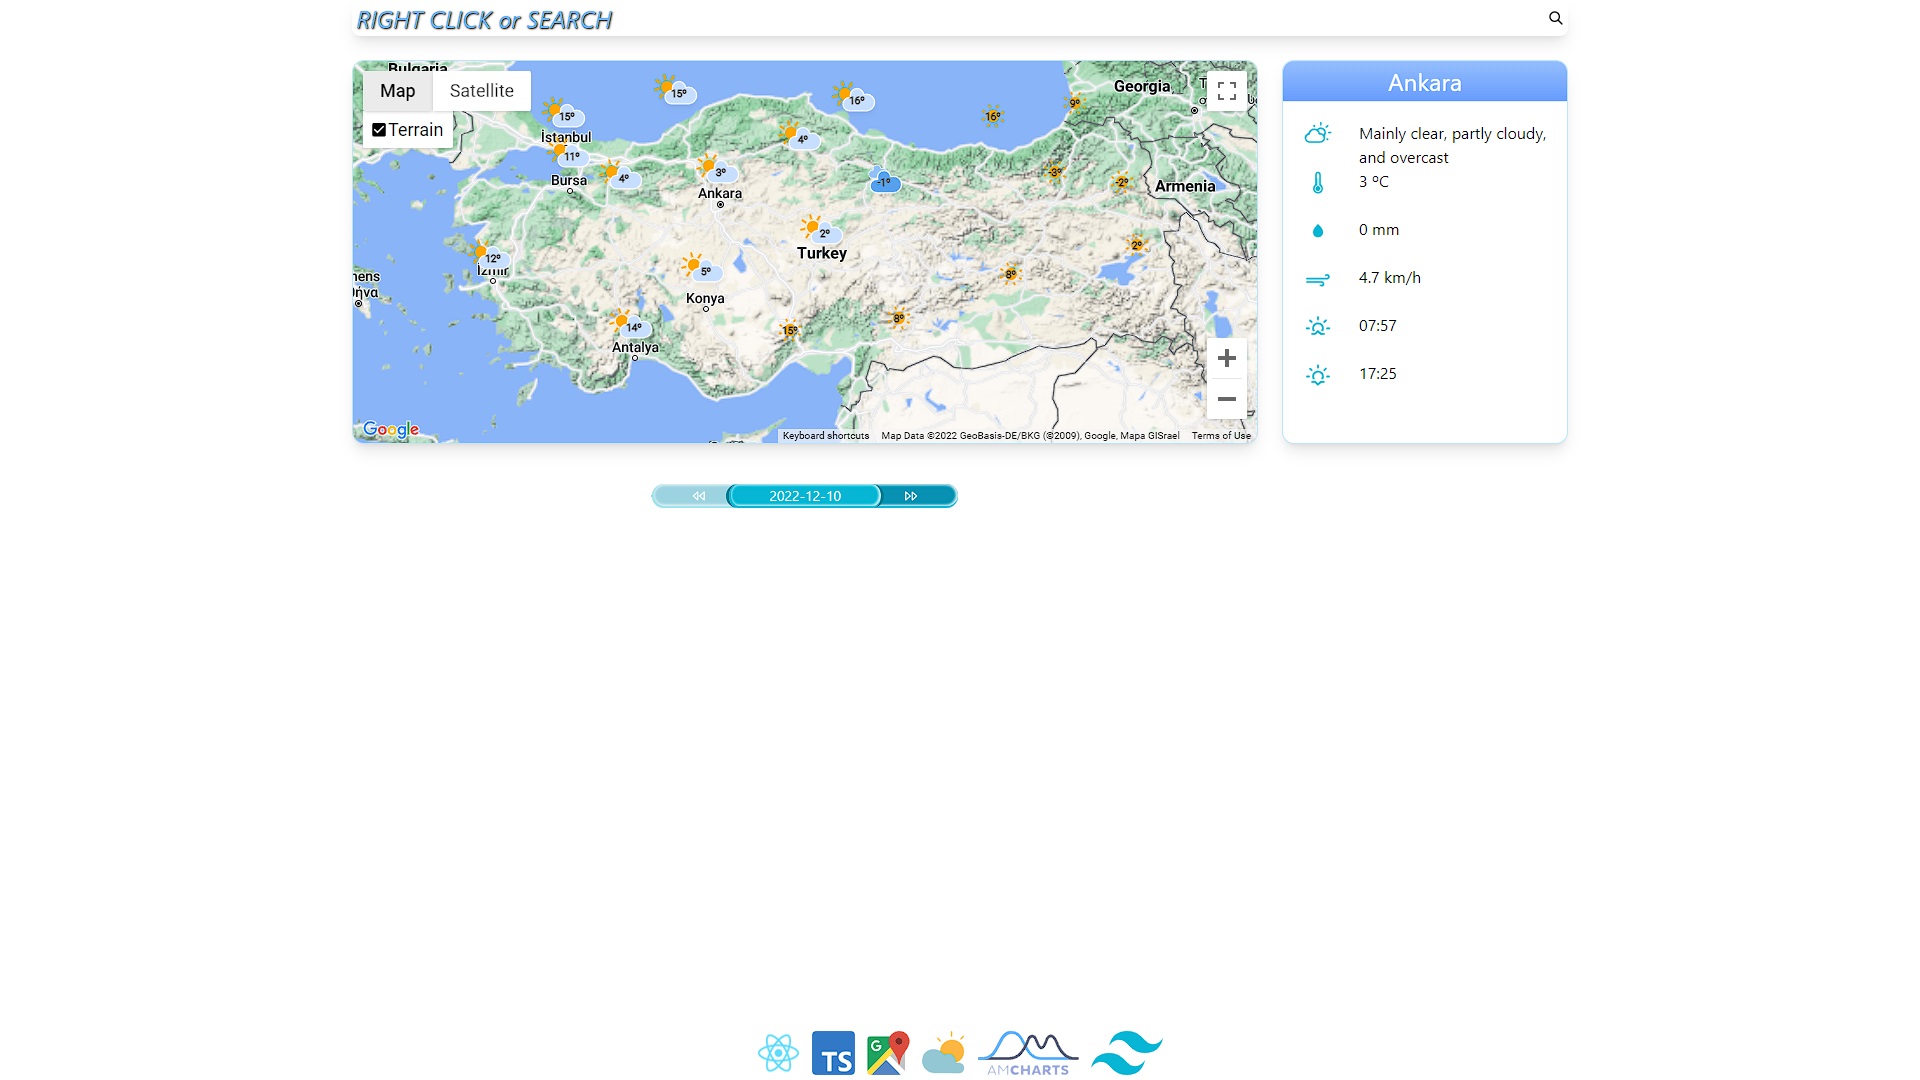 RIGHT CLICK or SEARCH
Bulgaria
Map
Satellite
Terrain
15°
16°
Georgia
16°
9°
15°
İstanbul
4°
11°
Bursa
4°
3°
Ankara
-1°
-3°
-2°
Armenia
2°
Turkey
2°
12°
İzmir
5°
8°
Konya
14°
Antalya
15°
8°
Google
Keyboard shortcuts
Map Data ©2022 GeoBasis-DE/BKG (©2009), Google, Mapa GISrael
Terms of Use
Ankara
Mainly clear, partly cloudy,
and overcast
3 ºC
0 mm
4.7 km/h
07:57
17:25
2022-12-10
TS
G
AMCHARTS